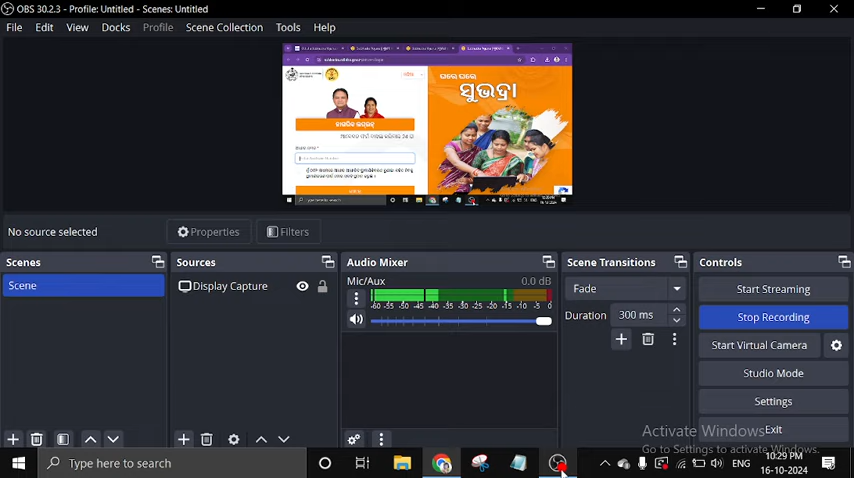 OBS 30.2.3 - Profile: Untitled - Scenes: Untitled
File Edit View Docks Profile Scene Collection Tools Help
ଘରେ ଘରେ
ସୁଭଦ୍ରା
No source selected
Properties
Filters
Scenes
Sources
Audio Mixer
Scene Transitions
Controls
Scene
Display Capture
Mic/Aux
0.0 dB
-60 -55 -50 -45 -40 -35 -30 -25 -20 -15 -10 -5 0
Fade
Duration
300 ms
Start Streaming
Stop Recording
Start Virtual Camera
Studio Mode
Settings
Exit
Activate Windows
Go to Settings to activate Windows.
Type here to search
ENG
10:29 PM
16-10-2024